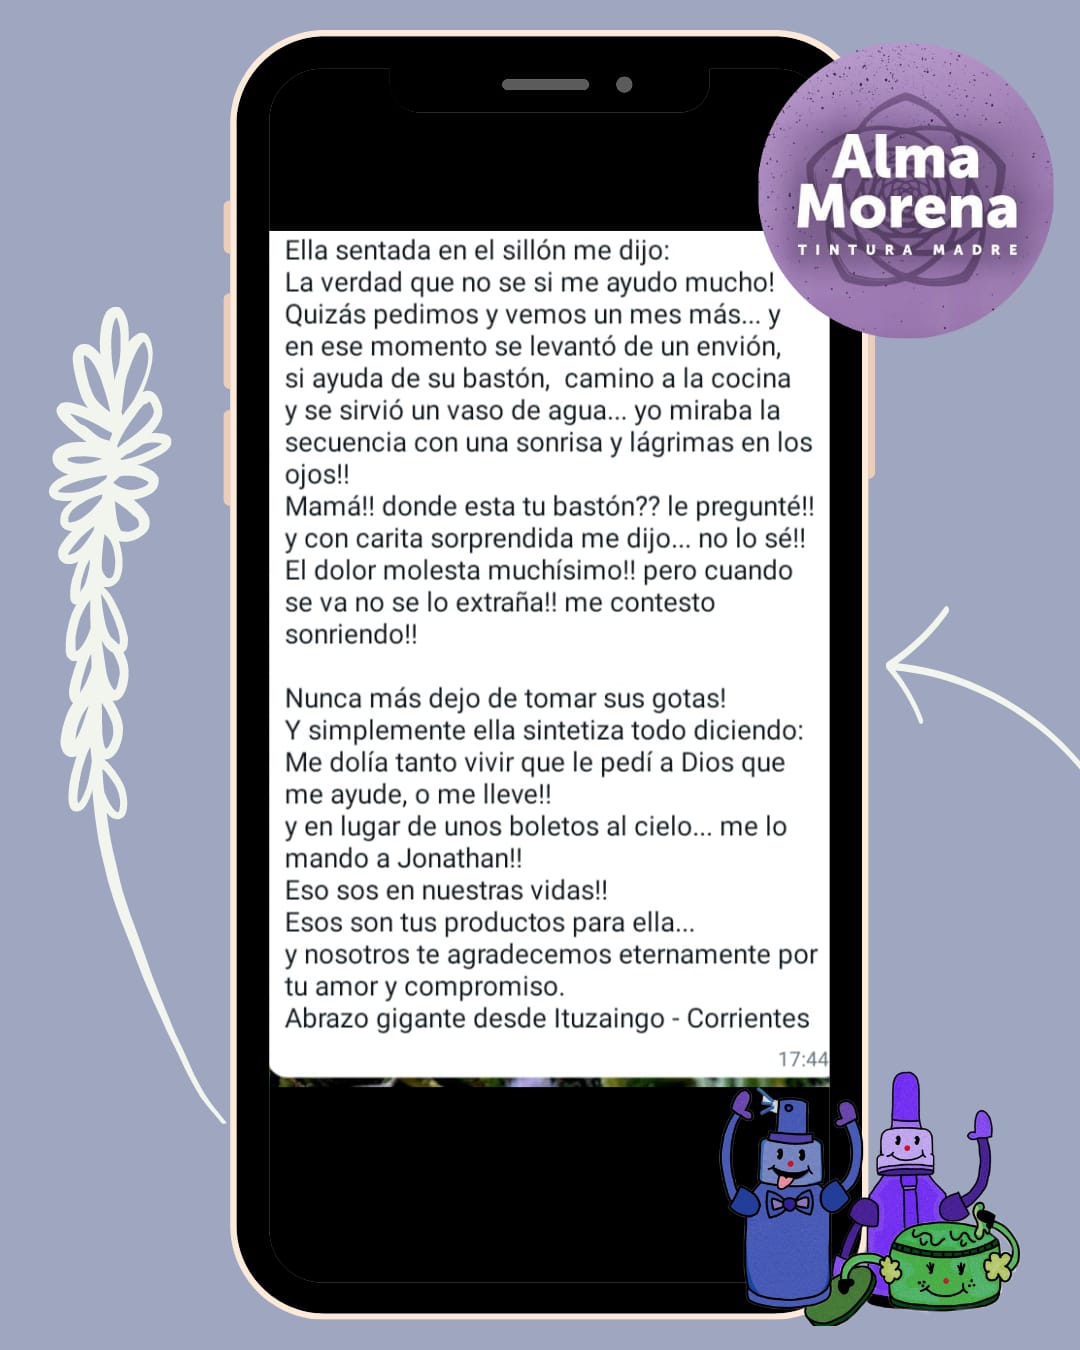 Alma
Morena
TINTURA MADRE
Ella sentada en el sillón me dijo:
La verdad que no se si me ayudo mucho!
Quizás pedimos y vemos un mes más... y
en ese momento se levantó de un envión,
si ayuda de su bastón,  camino a la cocina
y se sirvió un vaso de agua... yo miraba la
secuencia con una sonrisa y lágrimas en los
ojos!!
Mamá!! donde esta tu bastón?? le pregunté!!
y con carita sorprendida me dijo... no lo sé!!
El dolor molesta muchísimo!! pero cuando
se va no se lo extraña!! me contesto
sonriendo!!

Nunca más dejo de tomar sus gotas!
Y simplemente ella sintetiza todo diciendo:
Me dolía tanto vivir que le pedí a Dios que
me ayude, o me lleve!!
y en lugar de unos boletos al cielo... me lo
mando a Jonathan!!
Eso sos en nuestras vidas!!
Esos son tus productos para ella...
y nosotros te agradecemos eternamente por
tu amor y compromiso.
Abrazo gigante desde Ituzaingo - Corrientes
17:44